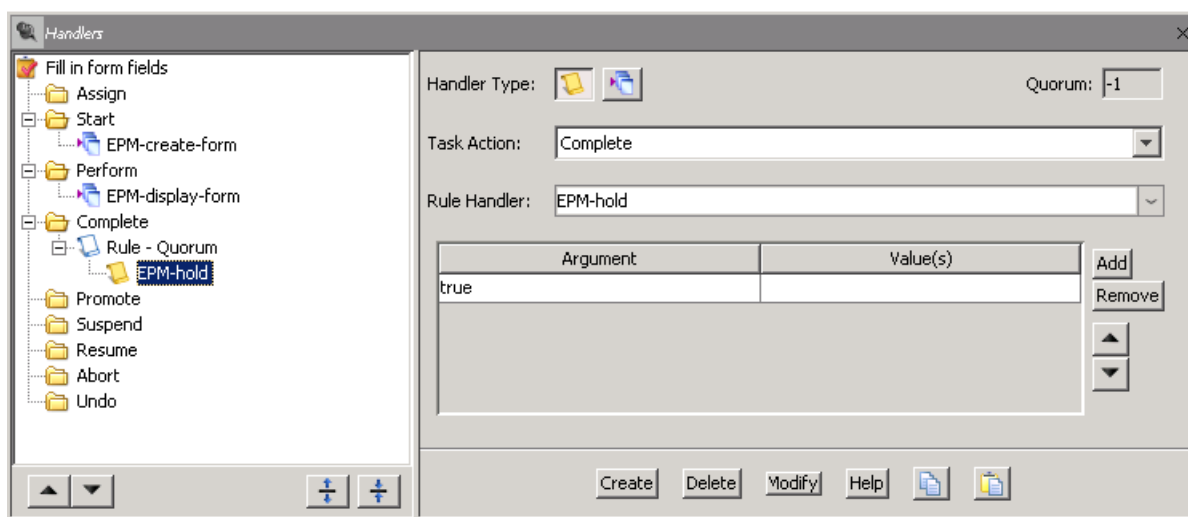 Handlers
Fill in form fields
Assign
Start
EPM-create-form
Perform
EPM-display-form
Complete
Rule - Quorum
EPM-hold
Promote
Suspend
Resume
Abort
Undo
Handler Type:
Quorum: -1
Task Action: Complete
Rule Handler: EPM-hold
Argument Value(s)
true
Add
Remove
Create Delete Modify Help